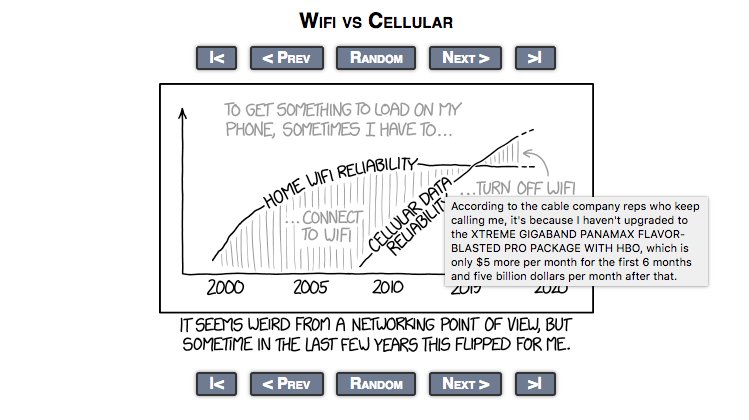 WIFI VS CELLULAR
|< < PREV RANDOM NEXT > >|
TO GET SOMETHING TO LOAD ON MY
PHONE, SOMETIMES I HAVE TO...
HOME WIFI RELIABILITY
...CONNECT
TO WIFI
CELLULAR DATA
RELIABILITY
...TURN OFF WIFI
According to the cable company reps who keep
calling me, it's because I haven't upgraded to
the XTREME GIGABAND PANAMAX FLAVOR-
BLASTED PRO PACKAGE WITH HBO, which is
only $5 more per month for the first 6 months
and five billion dollars per month after that.
2000 2005 2010 2015 2020
IT SEEMS WEIRD FROM A NETWORKING POINT OF VIEW, BUT
SOMETIME IN THE LAST FEW YEARS THIS FLIPPED FOR ME.
|< < PREV RANDOM NEXT > >|